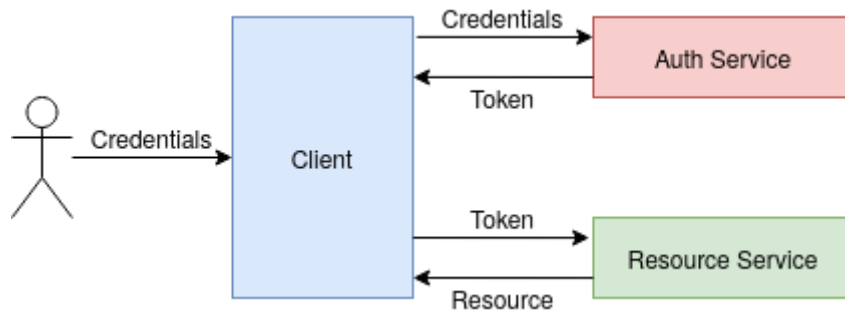 Credentials
Auth Service
Token
Credentials
Client
Token
Resource Service
Resource